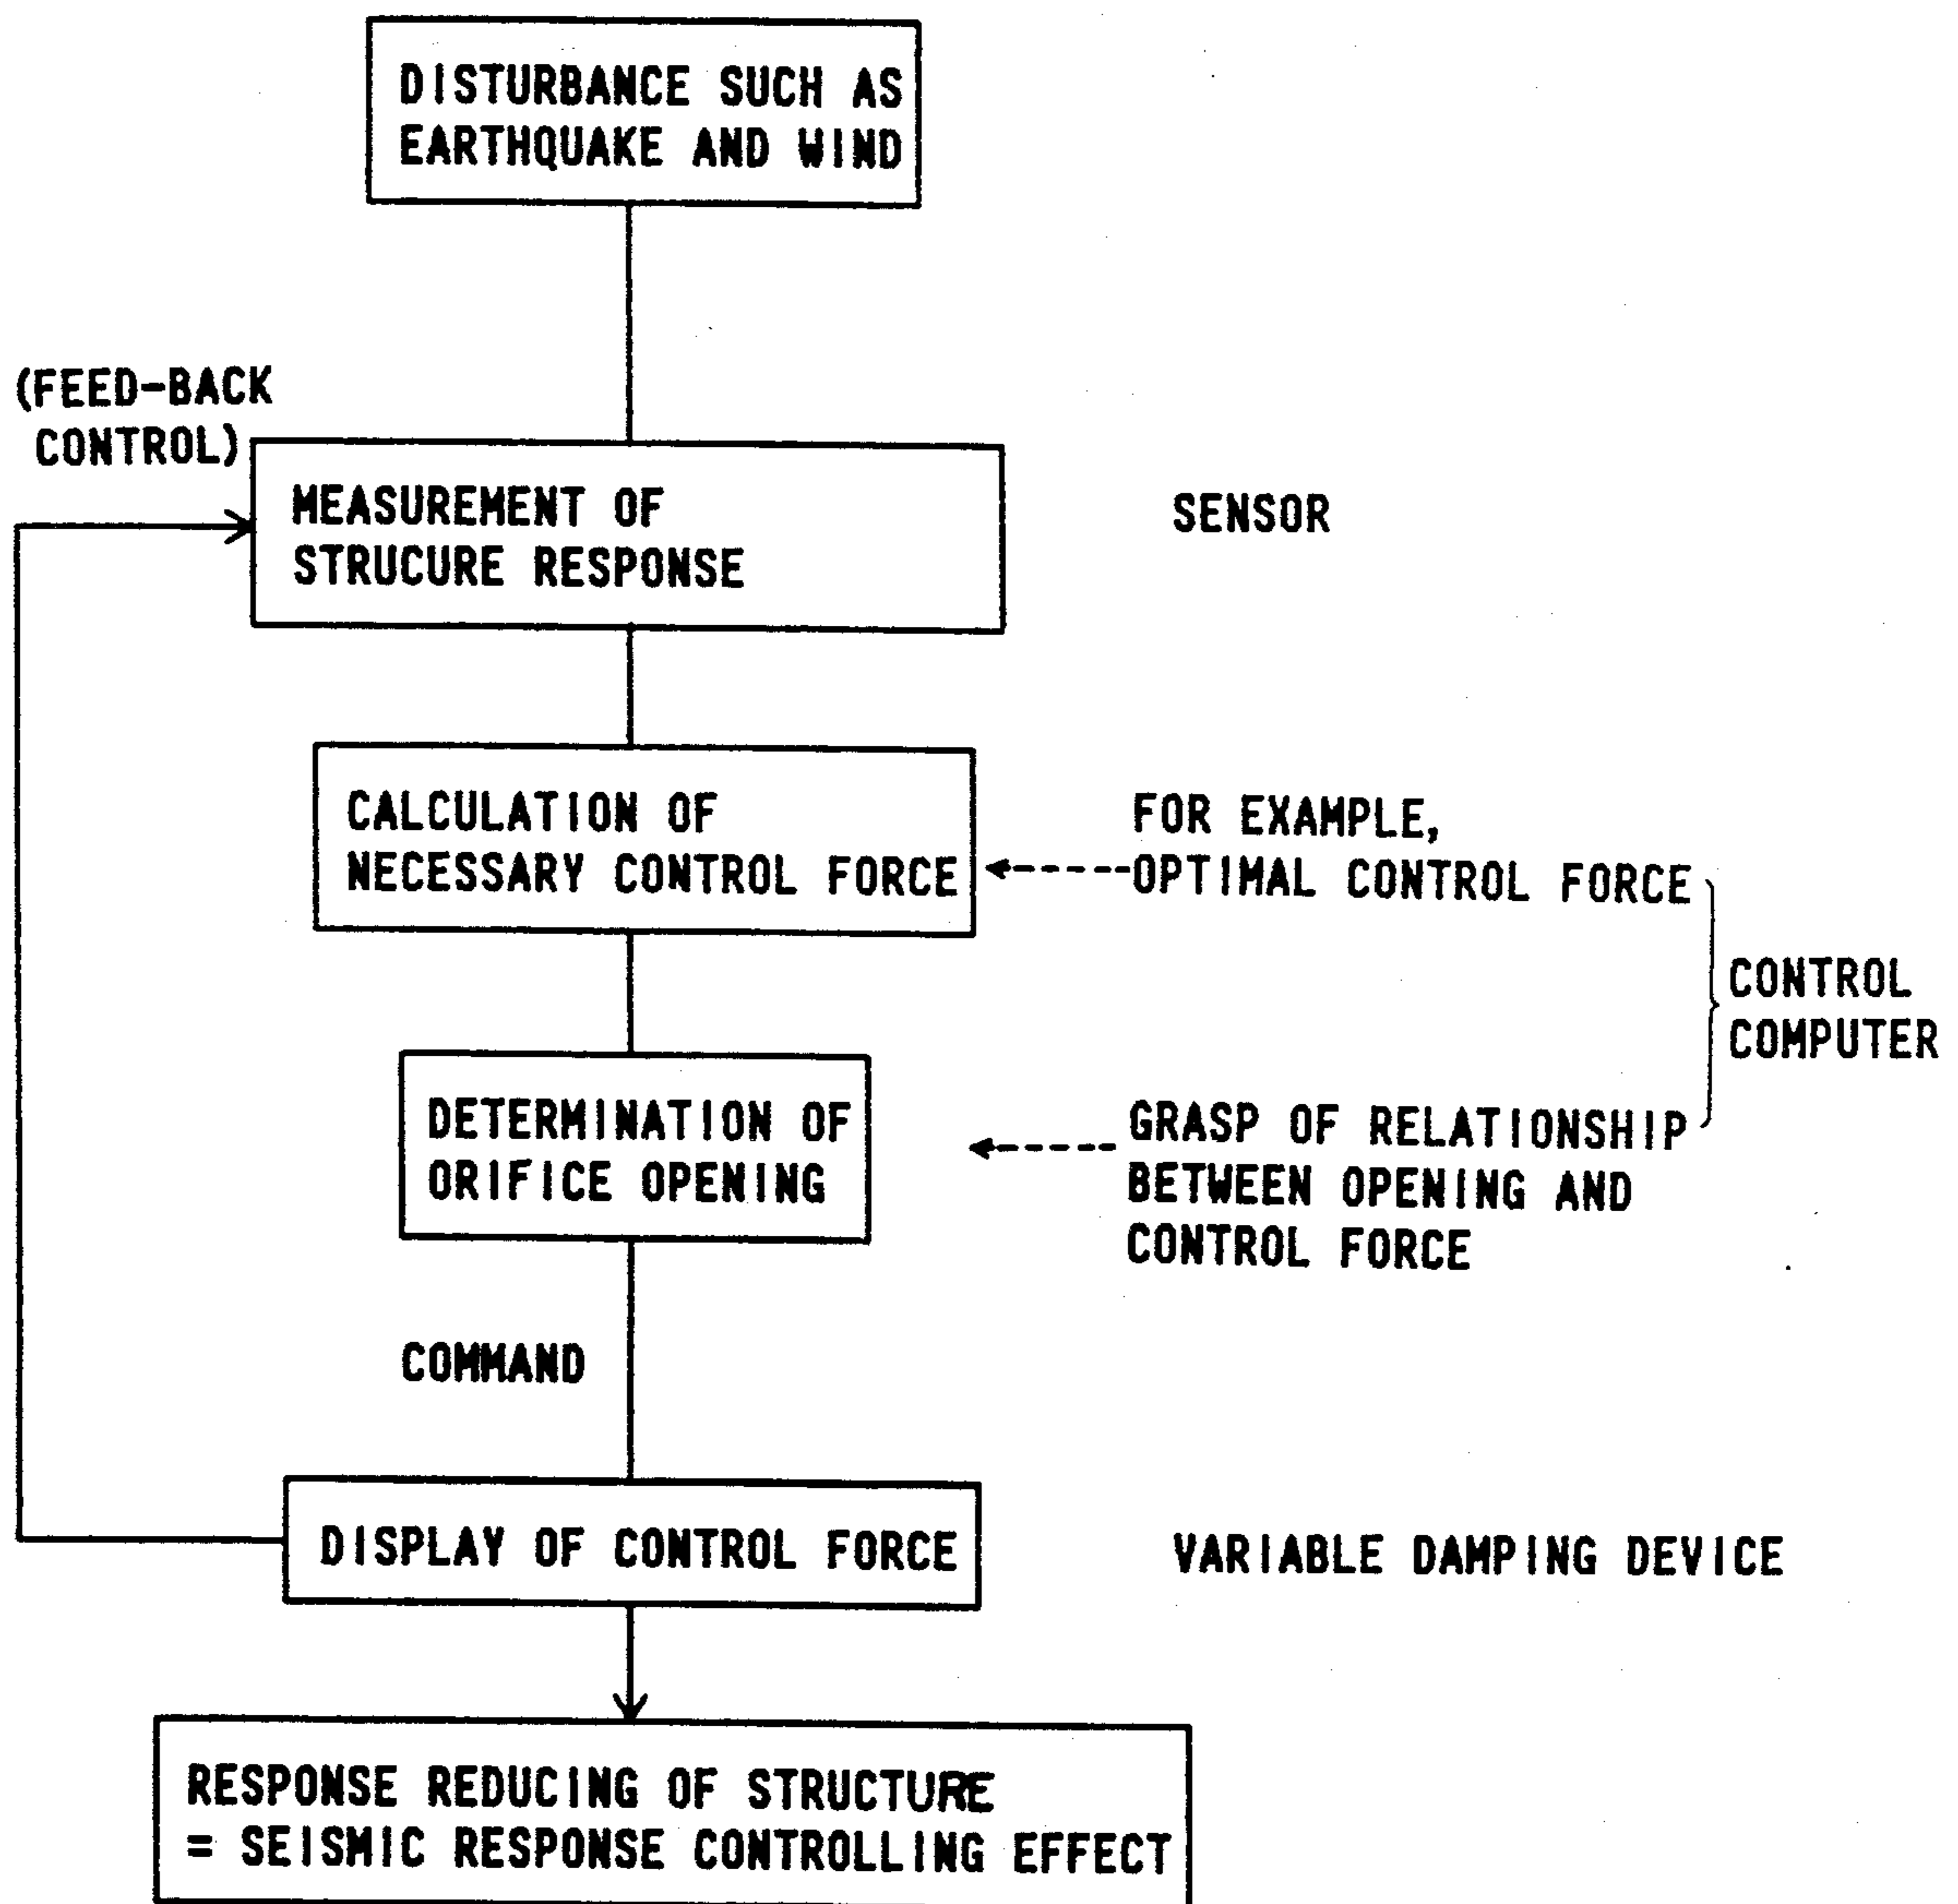 DISTURBANCE SUCH AS
EARTHQUAKE AND WIND
(FEED-BACK
CONTROL)
MEASUREMENT OF
STRUCURE RESPONSE
SENSOR
CALCULATION OF
NECESSARY CONTROL FORCE
FOR EXAMPLE,
OPTIMAL CONTROL FORCE
CONTROL
COMPUTER
DETERMINATION OF
ORIFICE OPENING
GRASP OF RELATIONSHIP
BETWEEN OPENING AND
CONTROL FORCE
COMMAND
DISPLAY OF CONTROL FORCE
VARIABLE DAMPING DEVICE
RESPONSE REDUCING OF STRUCTURE
= SEISMIC RESPONSE CONTROLLING EFFECT